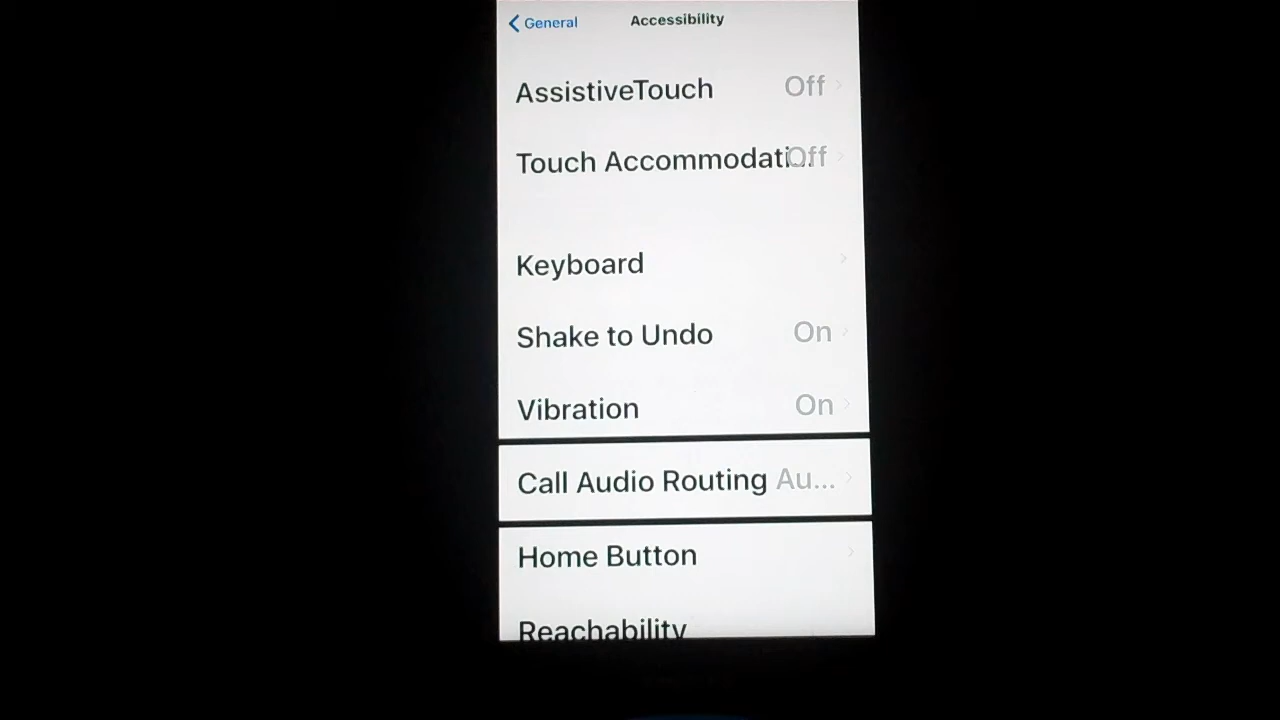 General
Accessibility
AssistiveTouch Off
Touch Accommodati... Off
Keyboard
Shake to Undo On
Vibration On
Call Audio Routing Au...
Home Button
Reachability